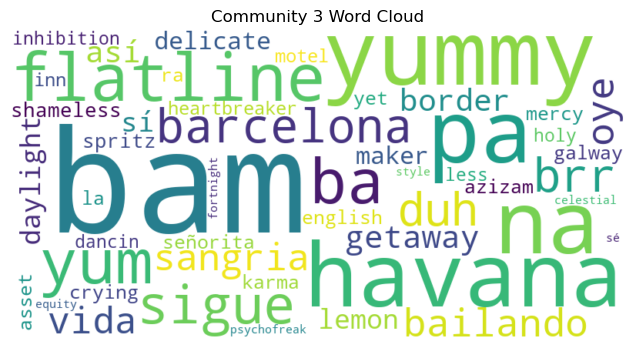 Community 3 Word Cloud
inhibition
delicate
motel
yummy
así
flatline
inn
ra
shameless
heartbreaker
yet
border
mercy
oye
sí
barcelona
pa
holy
spritz
maker
galway
daylight
bam
fortnight
ba
style
less
azizam
brr
la
celestial
english
duh
na
dancin
señorita
getaway
sé
yum
sangria
havana
karma
asset
crying
sigue
equity
vida
psychofreak
lemon
bailando